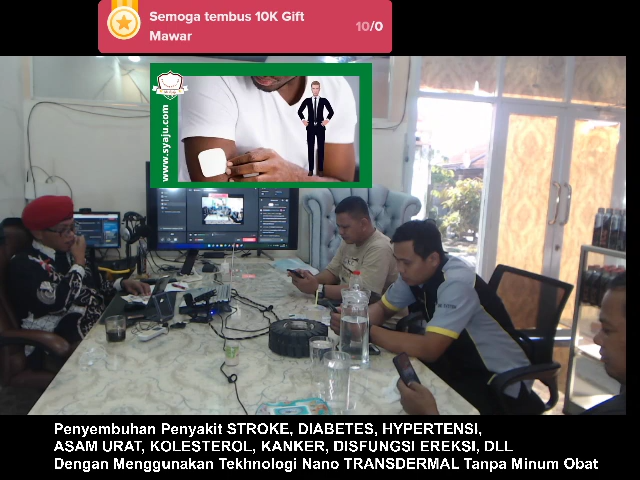 Semoga tembus 10K Gift
Mawar
10/0
www.syaju.com
Penyembuhan Penyakit STROKE, DIABETES, HYPERTENSI,
ASAM URAT, KOLESTEROL, KANKER, DISFUNGSI EREKSI, DLL
Dengan Menggunakan Tekhnologi Nano TRANSDERMAL Tanpa Minum Obat